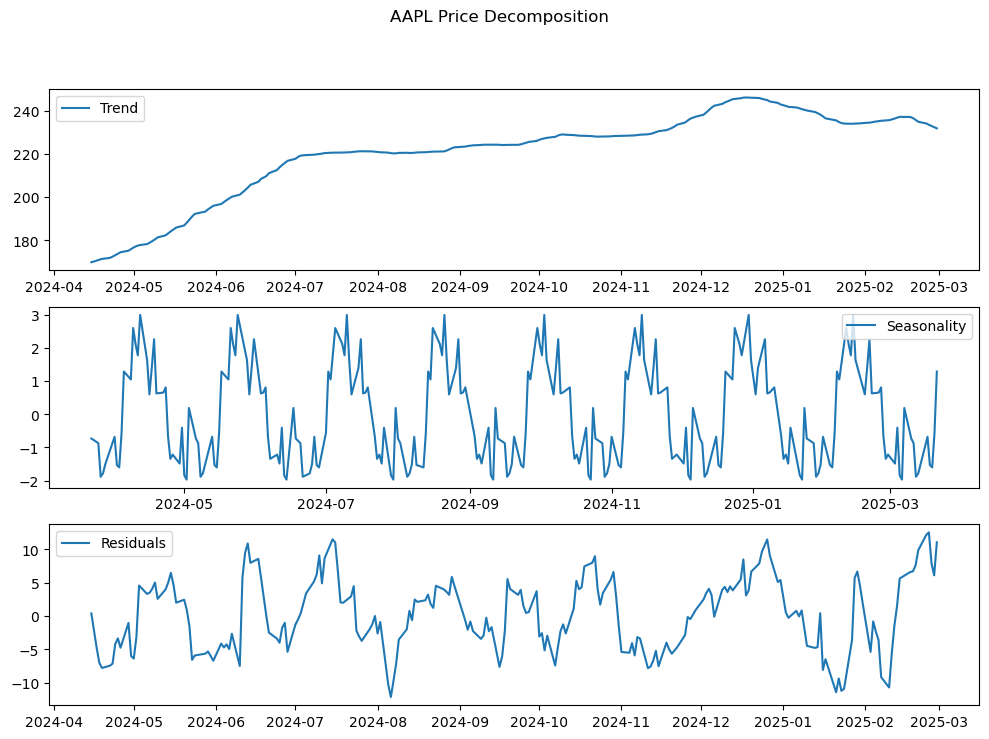 AAPL Price Decomposition
Trend
240
220
200
180
2024-04 2024-05 2024-06 2024-07 2024-08 2024-09 2024-10 2024-11 2024-12 2025-01 2025-02 2025-03
Seasonality
3
2
1
0
−1
−2
2024-05 2024-07 2024-09 2024-11 2025-01 2025-03
Residuals
10
5
0
−5
−10
2024-04 2024-05 2024-06 2024-07 2024-08 2024-09 2024-10 2024-11 2024-12 2025-01 2025-02 2025-03